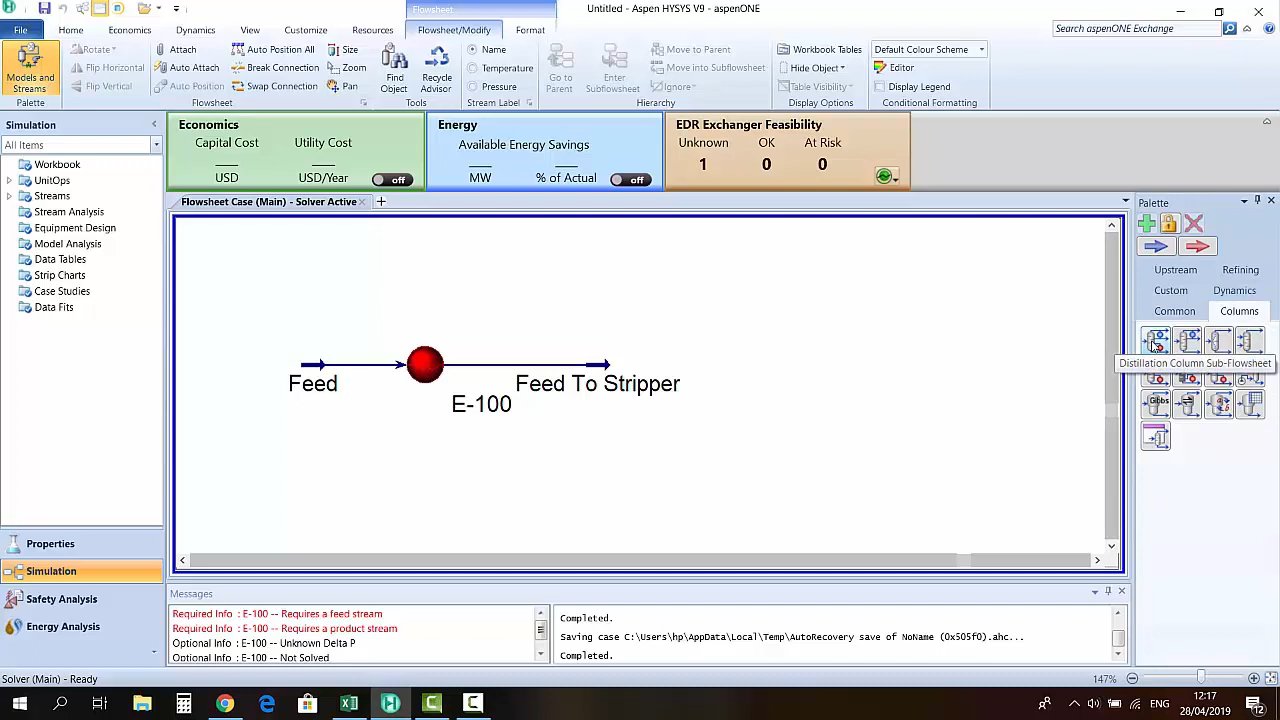 Flowsheet
Untitled - Aspen HYSYS V9 - aspenONE
File
Home
Economics
Dynamics
View
Customize
Resources
Flowsheet/Modify
Format
Search aspenONE Exchange
Models and Streams
Palette
Rotate
Flip Horizontal
Flip Vertical
Attach
Auto Attach
Auto Position
Auto Position All
Break Connection
Swap Connection
Size
Zoom
Pan
Flowsheet
Find Object
Recycle Advisor
Tools
Name
Temperature
Pressure
Stream Label
Go to Parent
Enter Subflowsheet
Move to Parent
Move into Subflowsheet
Ignore
Hierarchy
Workbook Tables
Hide Object
Table Visibility
Display Options
Default Colour Scheme
Editor
Display Legend
Conditional Formatting
Simulation
All Items
Workbook
UnitOps
Streams
Stream Analysis
Equipment Design
Model Analysis
Data Tables
Strip Charts
Case Studies
Data Fits
Properties
Simulation
Safety Analysis
Energy Analysis
Economics
Capital Cost Utility Cost
USD USD/Year off
Energy
Available Energy Savings
MW % of Actual off
EDR Exchanger Feasibility
Unknown OK At Risk
1 0 0
Flowsheet Case (Main) - Solver Active
Feed
E-100
Feed To Stripper
Palette
Upstream Refining
Custom Dynamics
Common Columns
Distillation Column Sub-Flowsheet
Messages
Required Info : E-100 -- Requires a feed stream
Required Info : E-100 -- Requires a product stream
Optional Info : E-100 -- Unknown Delta P
Optional Info : E-100 -- Not Solved
Completed.
Saving case C:\Users\hp\AppData\Local\Temp\AutoRecovery save of NoName (0x505f0).ahc...
Completed.
Solver (Main) - Ready
147%
ENG
12:17
28/04/2019